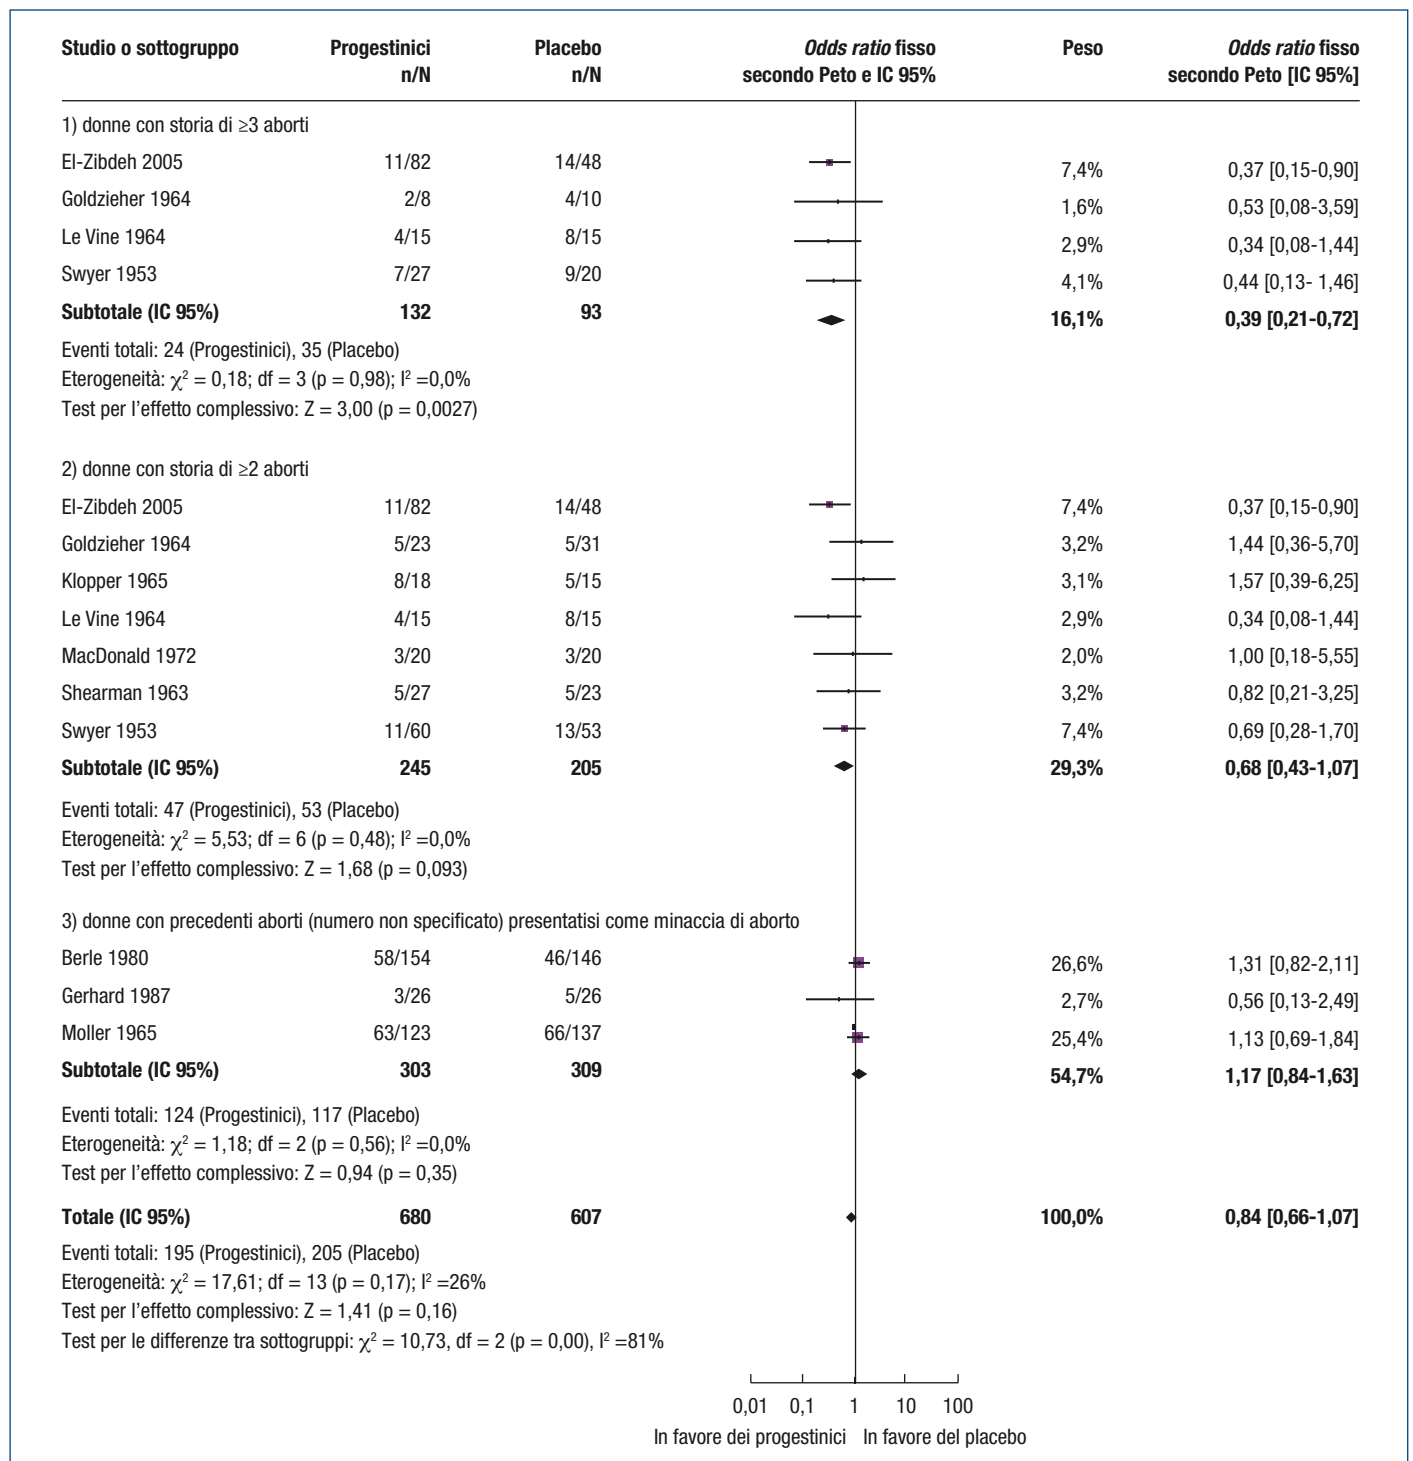 Studio o sottogruppo Progestinici Placebo Odds ratio fisso Peso Odds ratio fisso
n/N n/N secondo Peto e IC 95% secondo Peto [IC 95%]
1) donne con storia di ≥3 aborti
El-Zibdeh 2005 11/82 14/48 7,4% 0,37 [0,15-0,90]
Goldzieher 1964 2/8 4/10 1,6% 0,53 [0,08-3,59]
Le Vine 1964 4/15 8/15 2,9% 0,34 [0,08-1,44]
Swyer 1953 7/27 9/20 4,1% 0,44 [0,13- 1,46]
Subtotale (IC 95%) 132 93 16,1% 0,39 [0,21-0,72]
Eventi totali: 24 (Progestinici), 35 (Placebo)
Eterogeneità: χ² = 0,18; df = 3 (p = 0,98); I² =0,0%
Test per l'effetto complessivo: Z = 3,00 (p = 0,0027)
2) donne con storia di ≥2 aborti
El-Zibdeh 2005 11/82 14/48 7,4% 0,37 [0,15-0,90]
Goldzieher 1964 5/23 5/31 3,2% 1,44 [0,36-5,70]
Klopper 1965 8/18 5/15 3,1% 1,57 [0,39-6,25]
Le Vine 1964 4/15 8/15 2,9% 0,34 [0,08-1,44]
MacDonald 1972 3/20 3/20 2,0% 1,00 [0,18-5,55]
Shearman 1963 5/27 5/23 3,2% 0,82 [0,21-3,25]
Swyer 1953 11/60 13/53 7,4% 0,69 [0,28-1,70]
Subtotale (IC 95%) 245 205 29,3% 0,68 [0,43-1,07]
Eventi totali: 47 (Progestinici), 53 (Placebo)
Eterogeneità: χ² = 5,53; df = 6 (p = 0,48); I² =0,0%
Test per l'effetto complessivo: Z = 1,68 (p = 0,093)
3) donne con precedenti aborti (numero non specificato) presentatisi come minaccia di aborto
Berle 1980 58/154 46/146 26,6% 1,31 [0,82-2,11]
Gerhard 1987 3/26 5/26 2,7% 0,56 [0,13-2,49]
Moller 1965 63/123 66/137 25,4% 1,13 [0,69-1,84]
Subtotale (IC 95%) 303 309 54,7% 1,17 [0,84-1,63]
Eventi totali: 124 (Progestinici), 117 (Placebo)
Eterogeneità: χ² = 1,18; df = 2 (p = 0,56); I² =0,0%
Test per l'effetto complessivo: Z = 0,94 (p = 0,35)
Totale (IC 95%) 680 607 100,0% 0,84 [0,66-1,07]
Eventi totali: 195 (Progestinici), 205 (Placebo)
Eterogeneità: χ² = 17,61; df = 13 (p = 0,17); I² =26%
Test per l'effetto complessivo: Z = 1,41 (p = 0,16)
Test per le differenze tra sottogruppi: χ² = 10,73, df = 2 (p = 0,00), I² =81%
0,01 0,1 1 10 100
In favore dei progestinici In favore del placebo